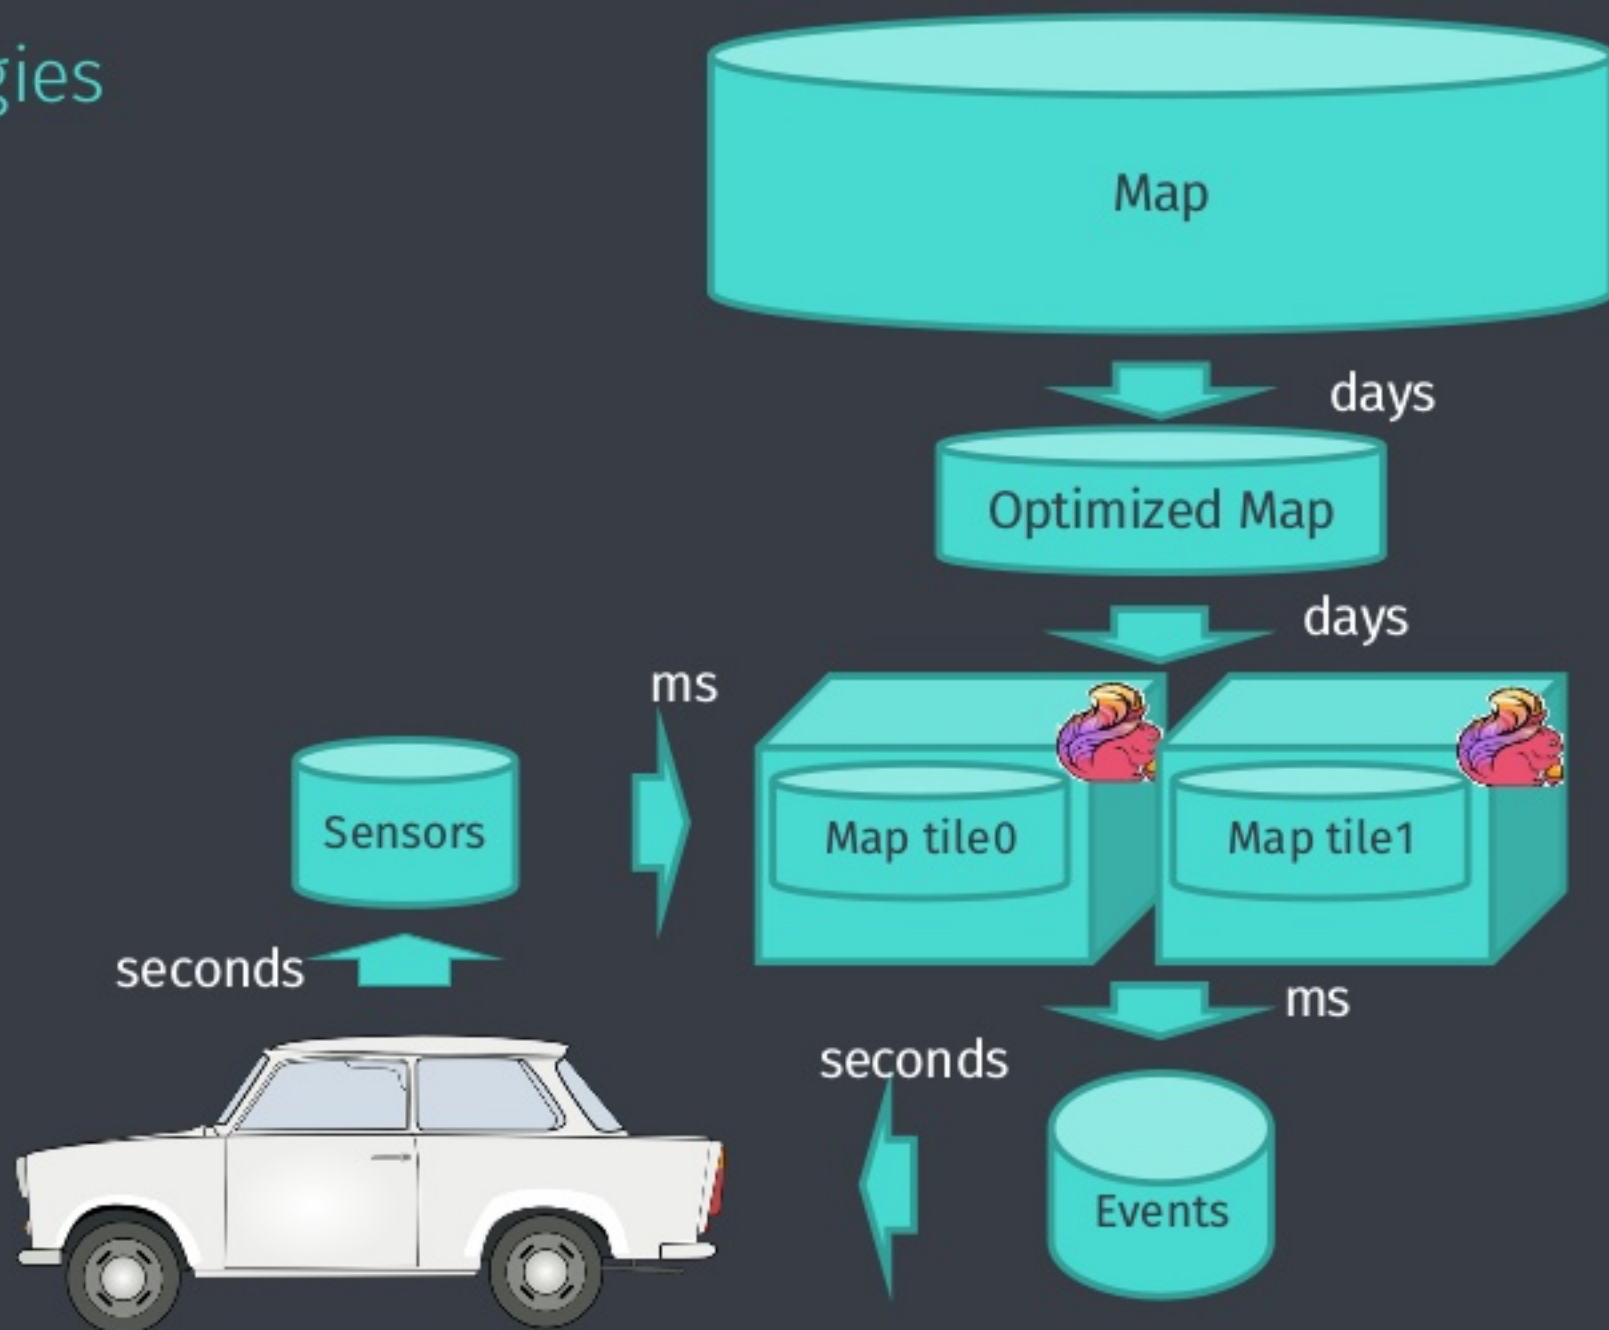 gies
Map
days
Optimized Map
days
ms
Sensors
Map tile0
Map tile1
seconds
ms
seconds
Events